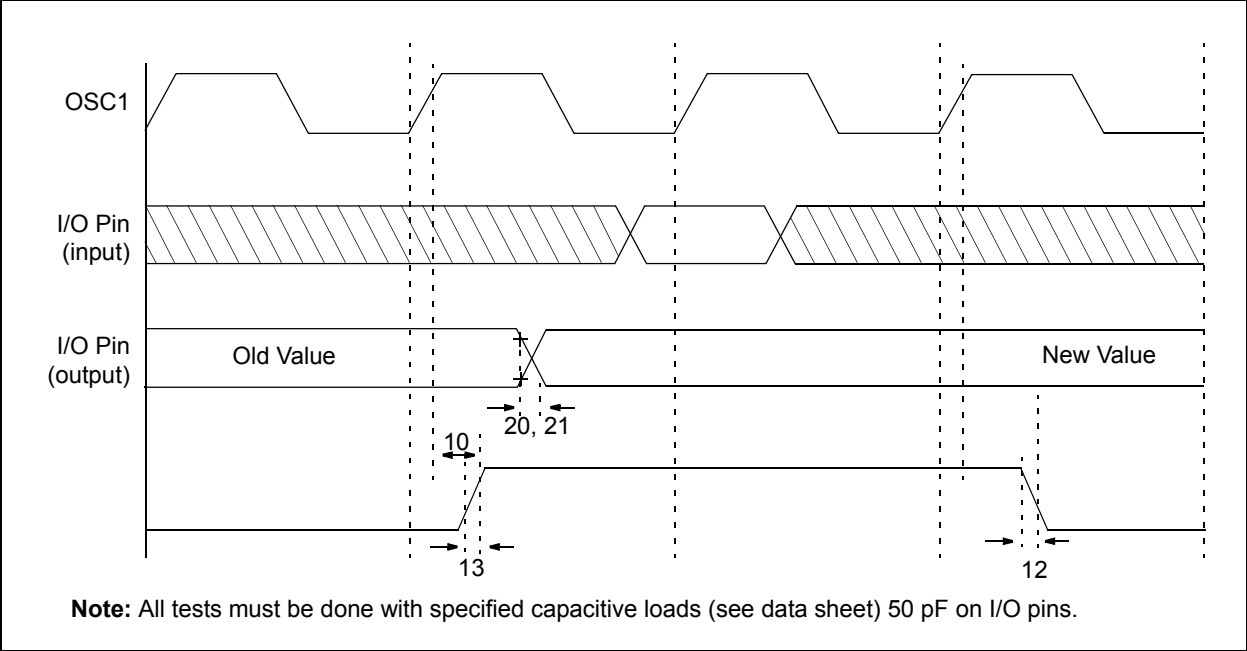 OSC1
I/O Pin
(input)
I/O Pin
(output)
Old Value
New Value
20, 21
10
13
12
Note: All tests must be done with specified capacitive loads (see data sheet) 50 pF on I/O pins.